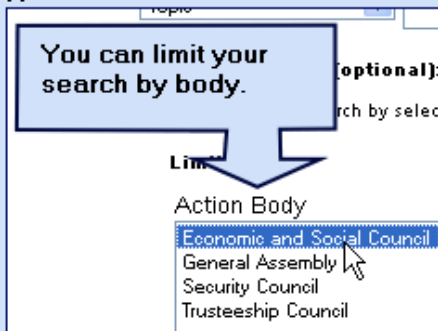 Topic
You can limit your
search by body.
(optional):
rch by selec
Lim
Action Body
Economic and Social Council
General Assembly
Security Council
Trusteeship Council